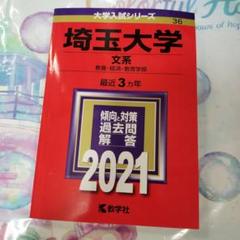 大学入試シリーズ
36
埼玉大学
文系
教養・経済・教育学部
最近3カ年
傾向と対策
過去問
解答
2021
教学社